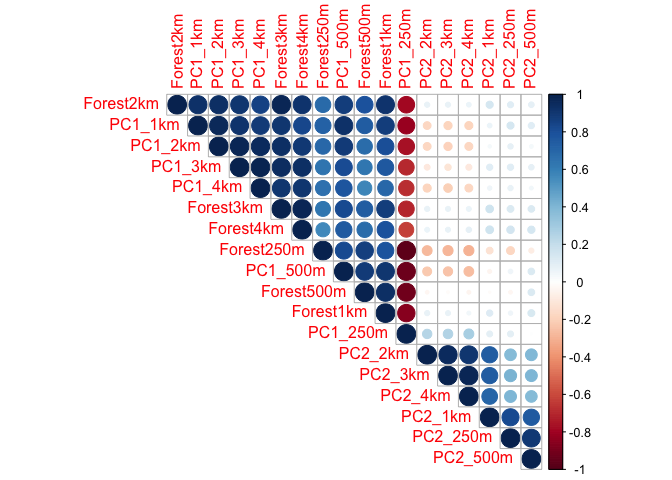 Forest2km
PC1_1km
PC1_2km
PC1_3km
PC1_4km
Forest3km
Forest4km
Forest250m
PC1_500m
Forest500m
Forest1km
PC1_250m
PC2_2km
PC2_3km
PC2_4km
PC2_1km
PC2_250m
PC2_500m
Forest2km
PC1_1km
PC1_2km
PC1_3km
PC1_4km
Forest3km
Forest4km
Forest250m
PC1_500m
Forest500m
Forest1km
PC1_250m
PC2_2km
PC2_3km
PC2_4km
PC2_1km
PC2_250m
PC2_500m
1
0.8
0.6
0.4
0.2
0
-0.2
-0.4
-0.6
-0.8
-1